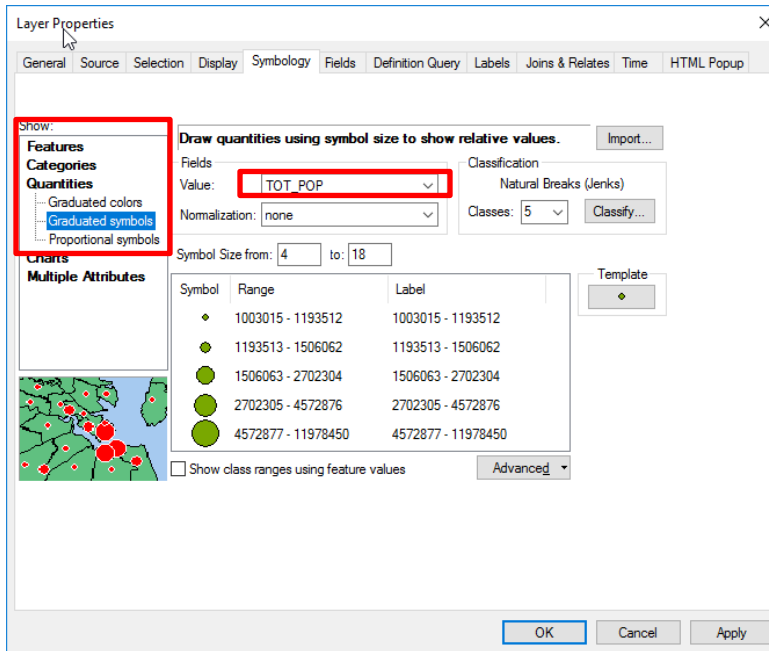 Layer Properties
General Source Selection Display Symbology Fields Definition Query Labels Joins & Relates Time HTML Popup
Show:
Features
Categories
Quantities
Graduated colors
Graduated symbols
Proportional symbols
Charts
Multiple Attributes
Draw quantities using symbol size to show relative values.
Import...
Fields
Value: TOT_POP
Normalization: none
Classification
Natural Breaks (Jenks)
Classes: 5 Classify...
Symbol Size from: 4 to: 18
Symbol Range Label
1003015 - 1193512 1003015 - 1193512
1193513 - 1506062 1193513 - 1506062
1506063 - 2702304 1506063 - 2702304
2702305 - 4572876 2702305 - 4572876
4572877 - 11978450 4572877 - 11978450
Template
Show class ranges using feature values
Advanced
OK Cancel Apply